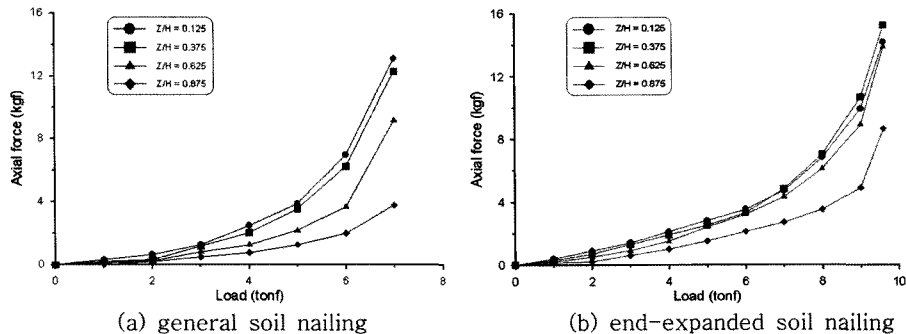 16
12
8
4
0
Axial force (kgf)
Z/H = 0.125
Z/H = 0.375
Z/H = 0.625
Z/H = 0.875
0
2
4
6
8
Load (tonf)
(a) general soil nailing
16
12
8
4
0
Axial force (kgf)
Z/H = 0.125
Z/H = 0.375
Z/H = 0.625
Z/H = 0.875
0
2
4
6
8
10
Load (tonf)
(b) end-expanded soil nailing